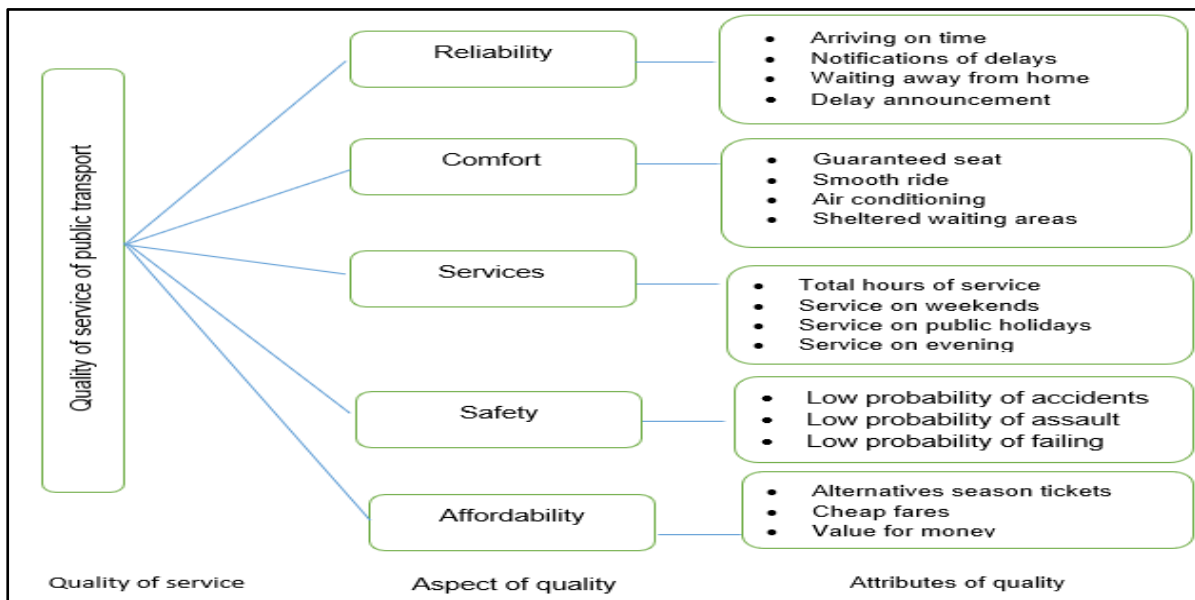 Quality of service of public transport
Reliability
• Arriving on time
• Notifications of delays
• Waiting away from home
• Delay announcement
Comfort
• Guaranteed seat
• Smooth ride
• Air conditioning
• Sheltered waiting areas
Services
• Total hours of service
• Service on weekends
• Service on public holidays
• Service on evening
Safety
• Low probability of accidents
• Low probability of assault
• Low probability of failing
Affordability
• Alternatives season tickets
• Cheap fares
• Value for money
Quality of service
Aspect of quality
Attributes of quality